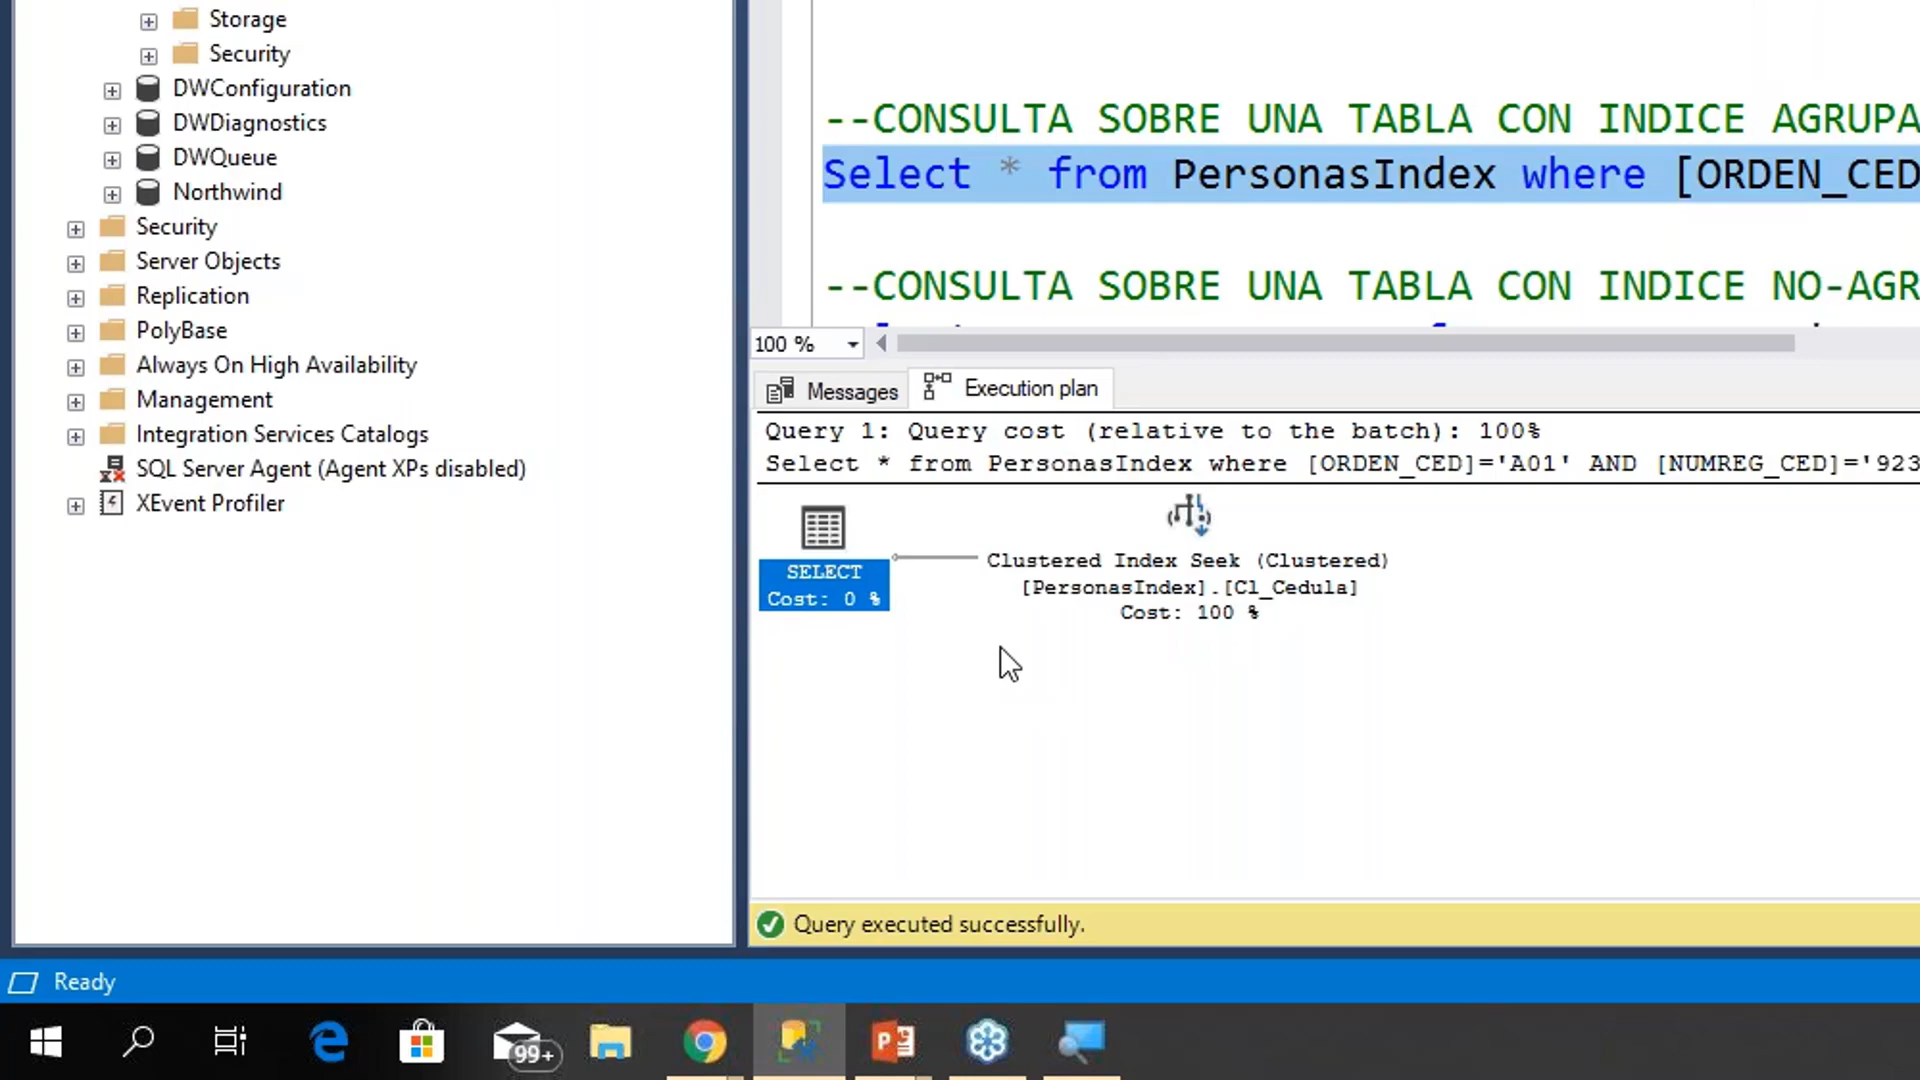 Storage
Security
DWConfiguration
DWDiagnostics
DWQueue
Northwind
Security
Server Objects
Replication
PolyBase
Always On High Availability
Management
Integration Services Catalogs
SQL Server Agent (Agent XPs disabled)
XEvent Profiler
--CONSULTA SOBRE UNA TABLA CON INDICE AGRUPA
Select * from PersonasIndex where [ORDEN_CED
--CONSULTA SOBRE UNA TABLA CON INDICE NO-AGR
100 %
Messages
Execution plan
Query 1: Query cost (relative to the batch): 100%
Select * from PersonasIndex where [ORDEN_CED]='A01' AND [NUMREG_CED]='923
SELECT
Cost: 0 %
Clustered Index Seek (Clustered)
[PersonasIndex].[Cl_Cedula]
Cost: 100 %
Query executed successfully.
Ready
99+